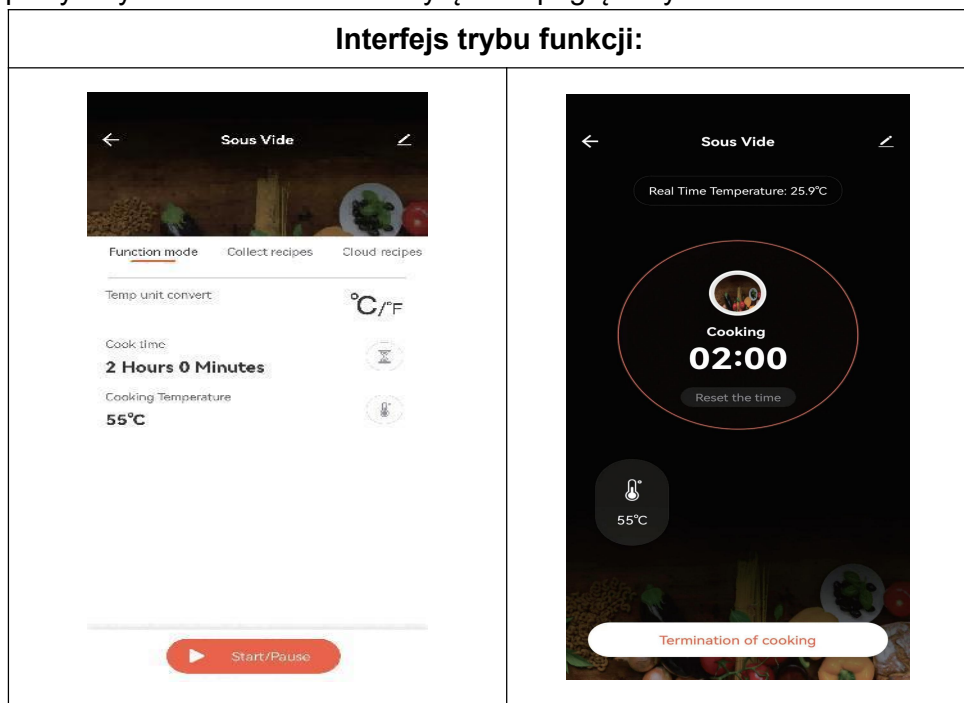 Interfejs trybu funkcji:
Sous Vide
Function mode Collect recipes Cloud recipes
Temp unit convert
°C/°F
Cook time
2 Hours 0 Minutes
Cooking Temperature
55°C
Start/Pause
Sous Vide
Real Time Temperature: 25.9°C
Cooking
02:00
Reset the time
55°C
Termination of cooking